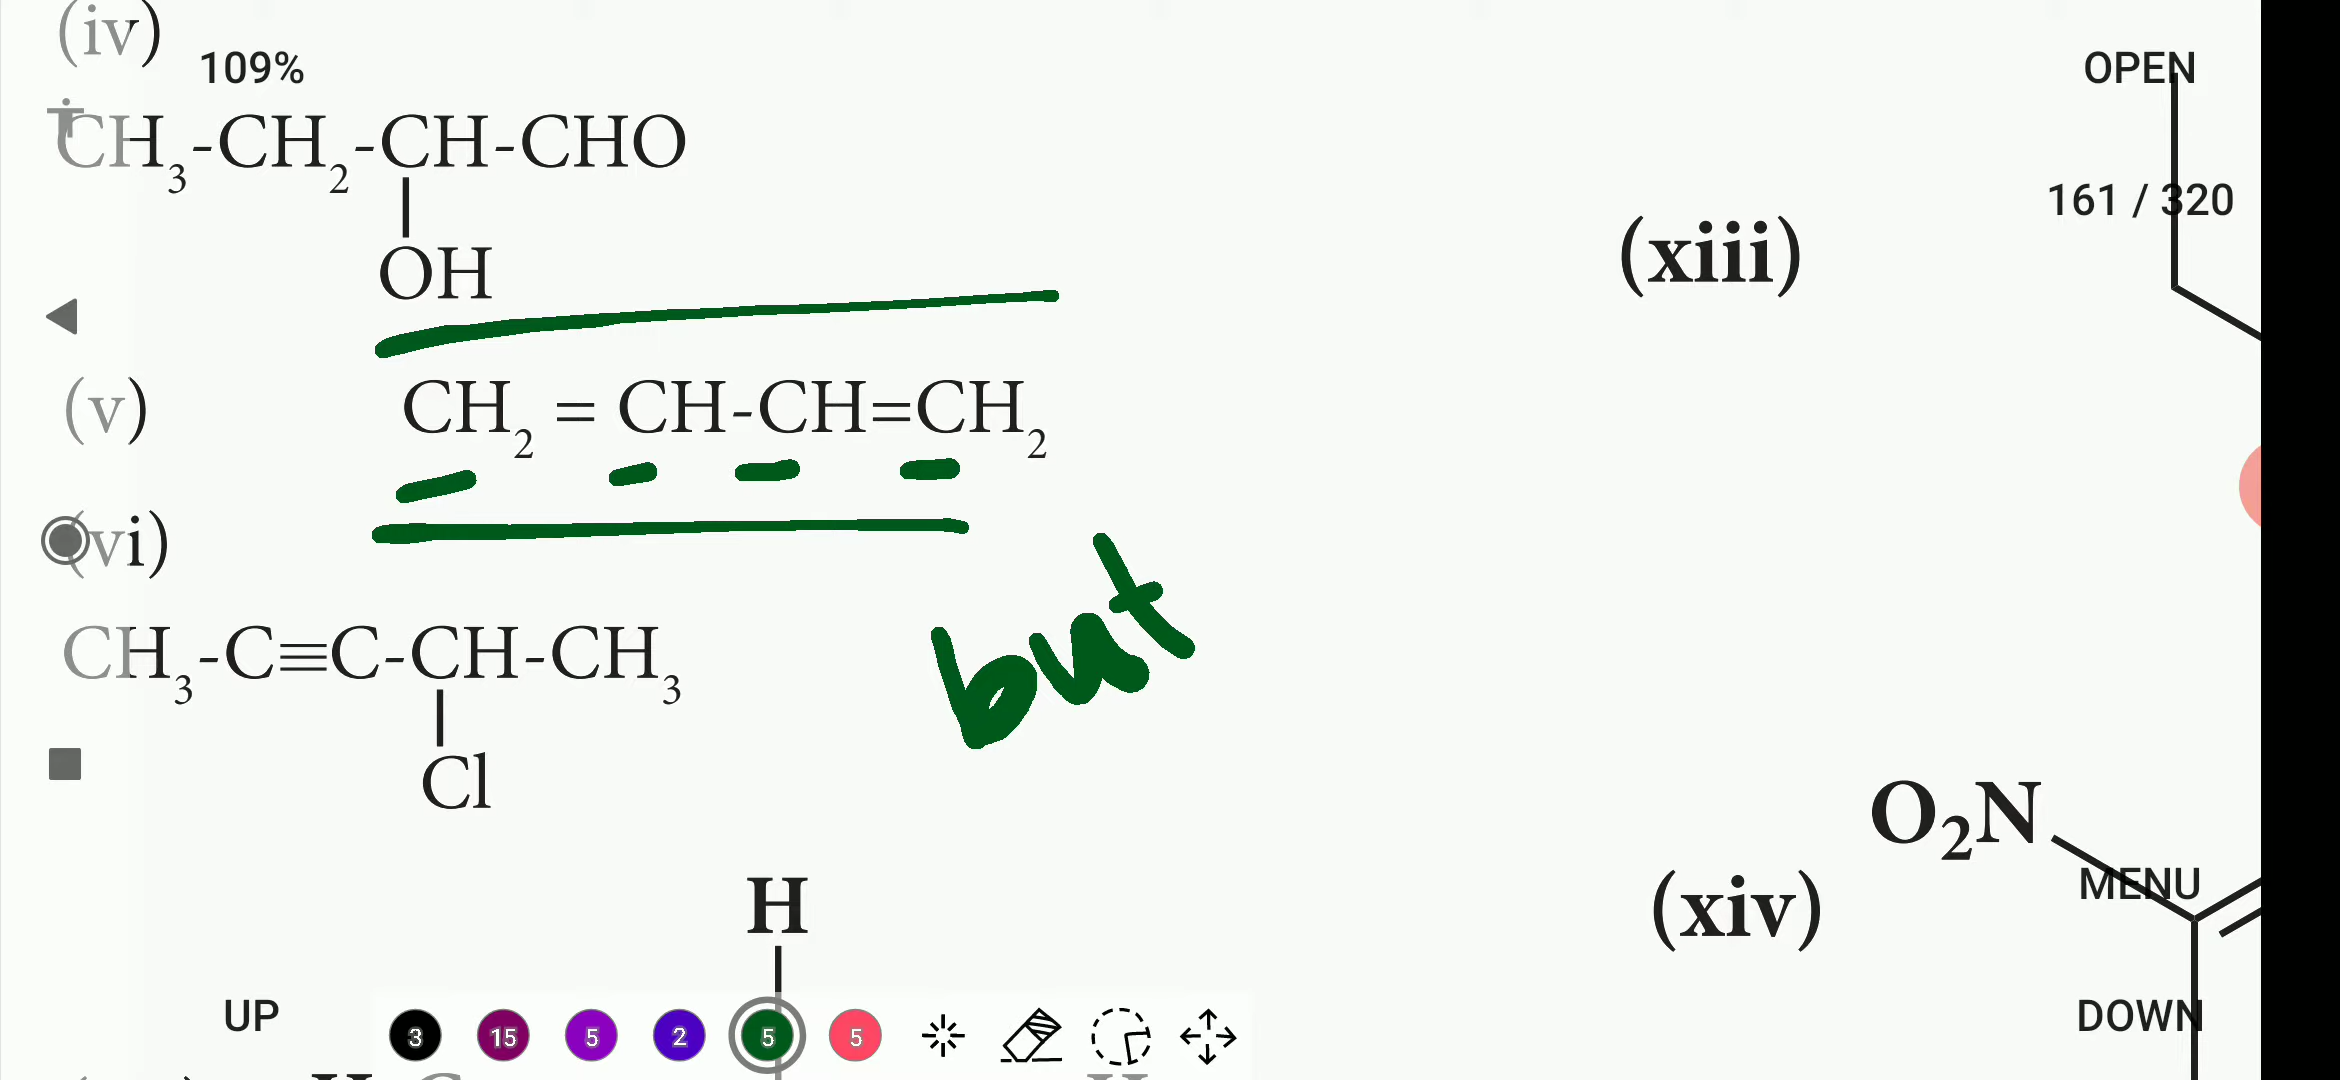 (iv)
109%
OPEN
CH₃-CH₂-CH-CHO
161 / 320
OH
(xiii)
(v) CH₂ = CH-CH=CH₂
(vi)
but
CH₃-C≡C-CH-CH₃
Cl
O₂N
MENU
H
(xiv)
UP
3 15 5 2 5 5
DOWN